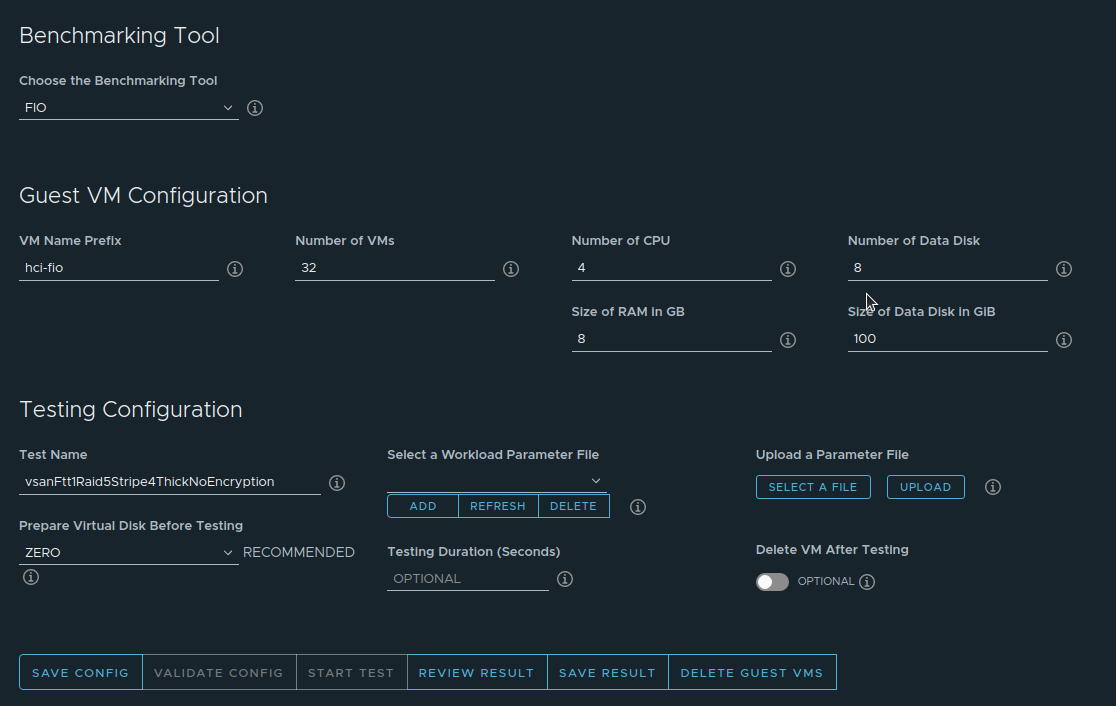 Benchmarking Tool
Choose the Benchmarking Tool
FIO
Guest VM Configuration
VM Name Prefix
hci-fio
Number of VMs
32
Number of CPU
4
Number of Data Disk
8
Size of RAM in GB
8
Size of Data Disk in GiB
100
Testing Configuration
Test Name
vsanFtt1Raid5Stripe4ThickNoEncryption
Prepare Virtual Disk Before Testing
ZERO RECOMMENDED
Select a Workload Parameter File
ADD REFRESH DELETE
Testing Duration (Seconds)
OPTIONAL
Upload a Parameter File
SELECT A FILE UPLOAD
Delete VM After Testing
OPTIONAL
SAVE CONFIG VALIDATE CONFIG START TEST REVIEW RESULT SAVE RESULT DELETE GUEST VMS